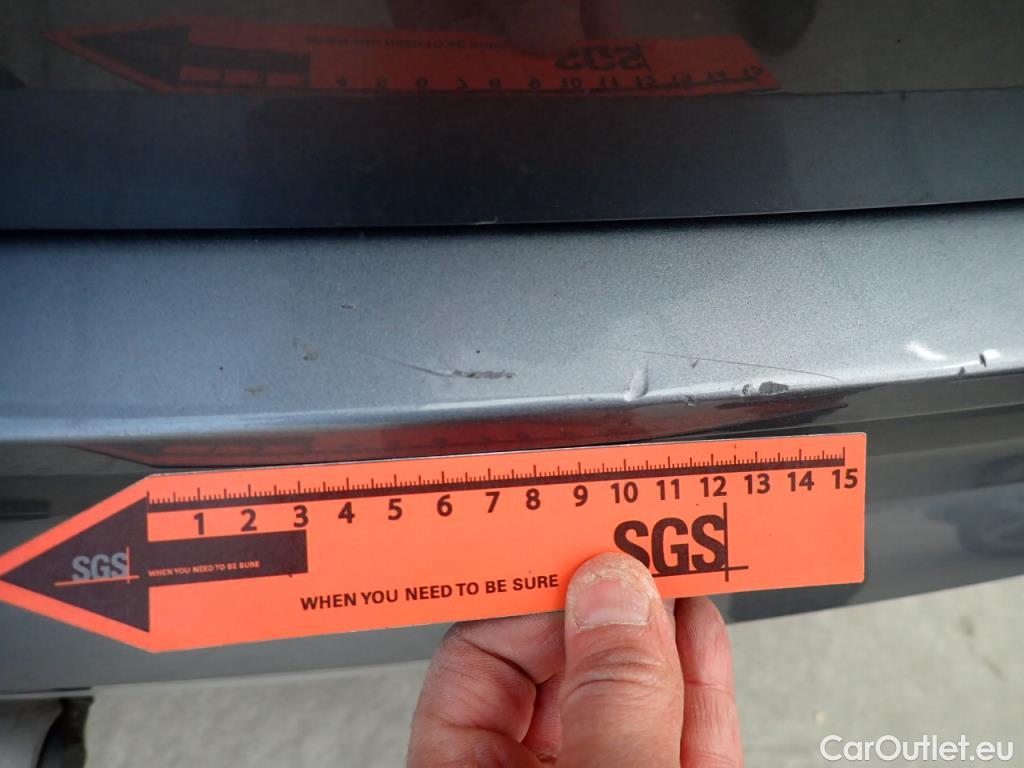 1 2 3 4 5 6 7 8 9 10 11 12 13 14 15
SGS
SGS
WHEN YOU NEED TO BE SURE
WHEN YOU NEED TO BE SURE
CarOutlet.eu